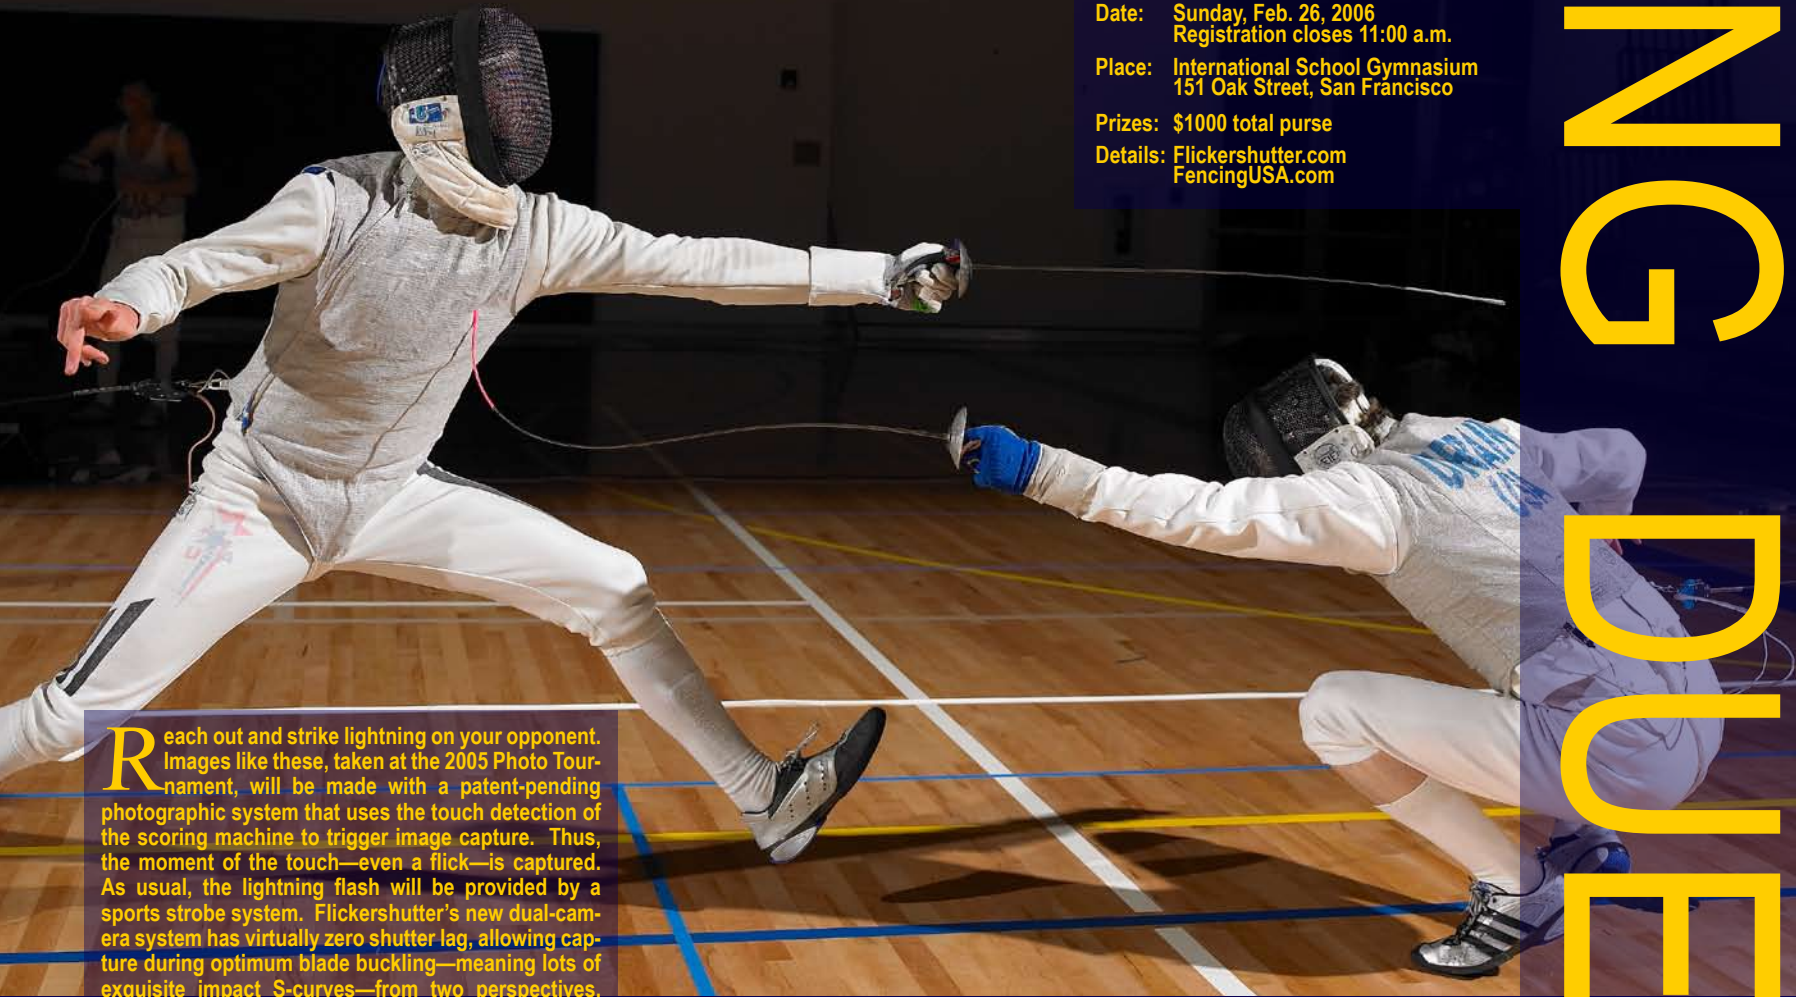 Date: Sunday, Feb. 26, 2006
Registration closes 11:00 a.m.
Place: International School Gymnasium
151 Oak Street, San Francisco
Prizes: $1000 total purse
Details: Flickershutter.com
FencingUSA.com
NG DUE
Reach out and strike lightning on your opponent.
Images like these, taken at the 2005 Photo Tour-
nament, will be made with a patent-pending
photographic system that uses the touch detection of
the scoring machine to trigger image capture. Thus,
the moment of the touch—even a flick—is captured.
As usual, the lightning flash will be provided by a
sports strobe system. Flickershutter's new dual-cam-
era system has virtually zero shutter lag, allowing cap-
ture during optimum blade buckling—meaning lots of
exquisite impact S-curves—from two perspectives.